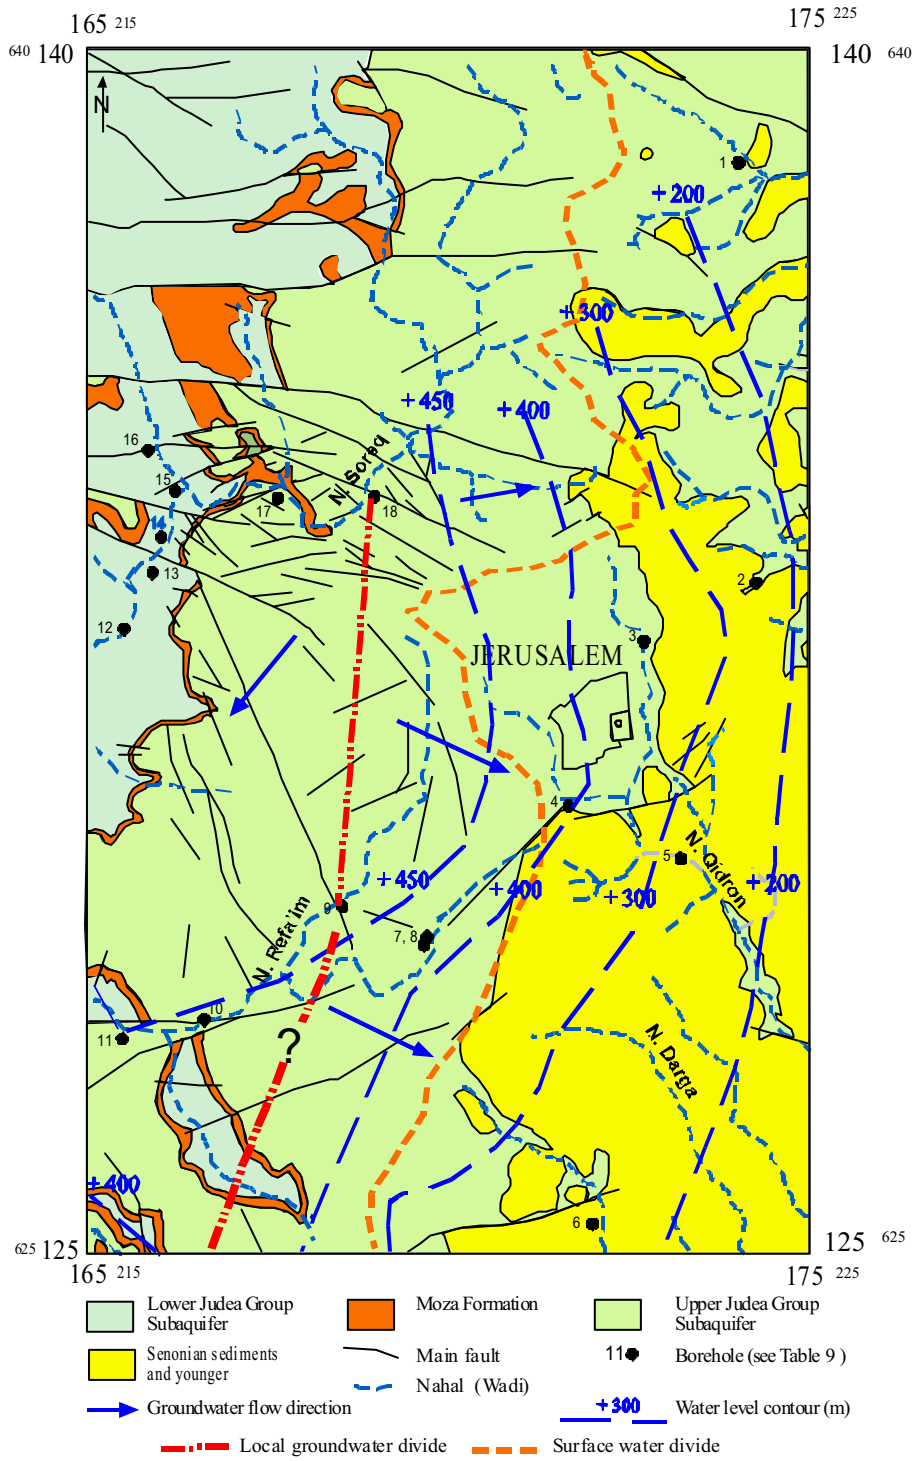 165 215
175 225
640 140
140 640
N
1
+200
+300
+450
+400
16
N. Soreq
15
17
18
14
13
2
12
3
JERUSALEM
4
N. Qidron
5
+450
+400
+300
+200
9
7, 8
N. Refa'im
10
11
?
N. Darga
+400
6
625 125
125 625
165 215
175 225
Lower Judea Group
Subaquifer
Moza Formation
Upper Judea Group
Subaquifer
Senonian sediments
and younger
Main fault
11
Borehole (see Table 9 )
Nahal (Wadi)
Groundwater flow direction
+300
Water level contour (m)
Local groundwater divide
Surface water divide